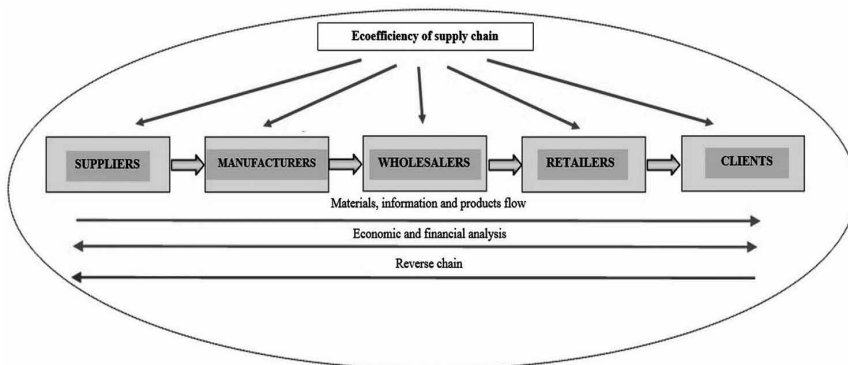 Ecoefficiency of supply chain
SUPPLIERS
MANUFACTURERS
WHOLESALERS
RETAILERS
CLIENTS
Materials, information and products flow
Economic and financial analysis
Reverse chain